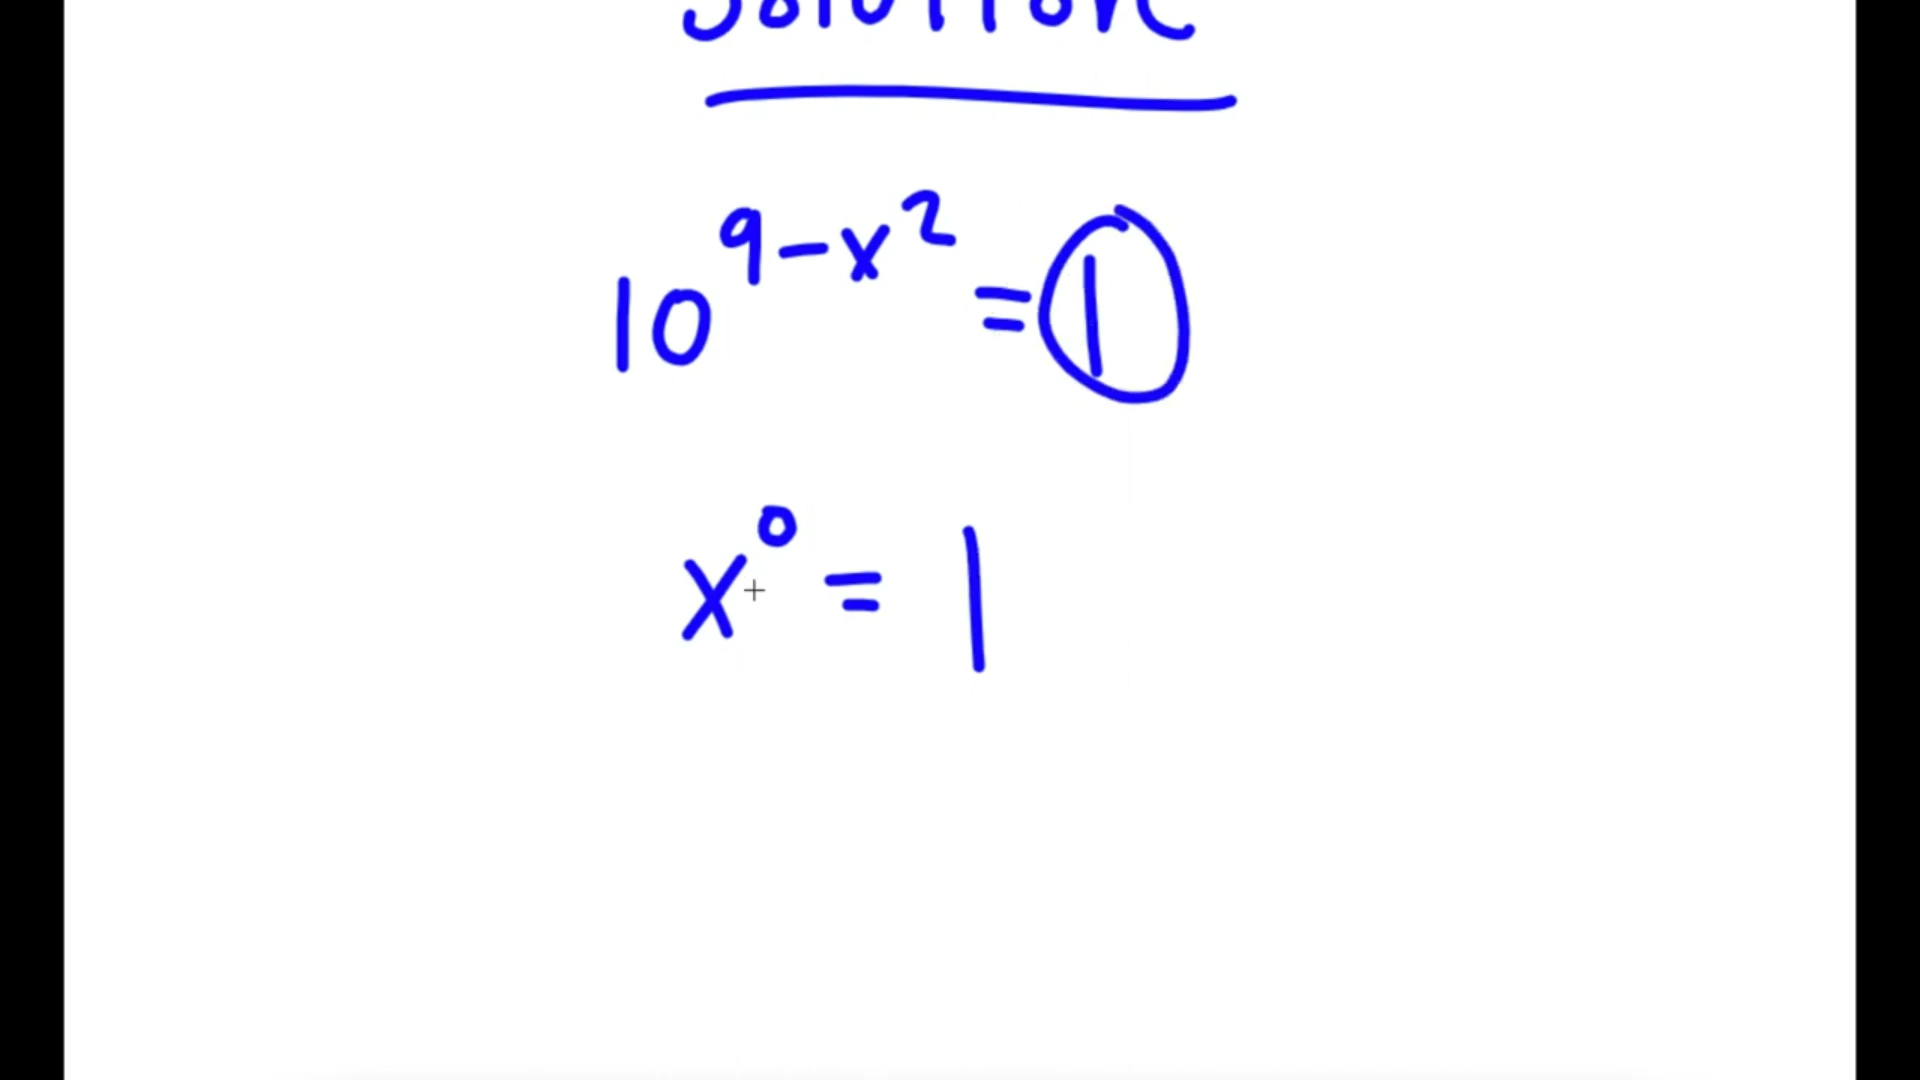 10^{9-x^2} = 1
x^0 = 1